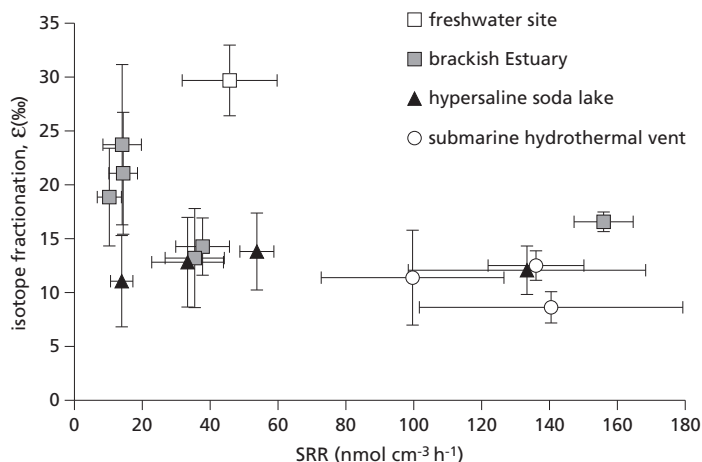 35
30
25
20
15
10
5
0
isotope fractionation, Ɛ(‰)
freshwater site
brackish Estuary
hypersaline soda lake
submarine hydrothermal vent
0 20 40 60 80 100 120 140 160 180
SRR (nmol cm⁻³ h⁻¹)